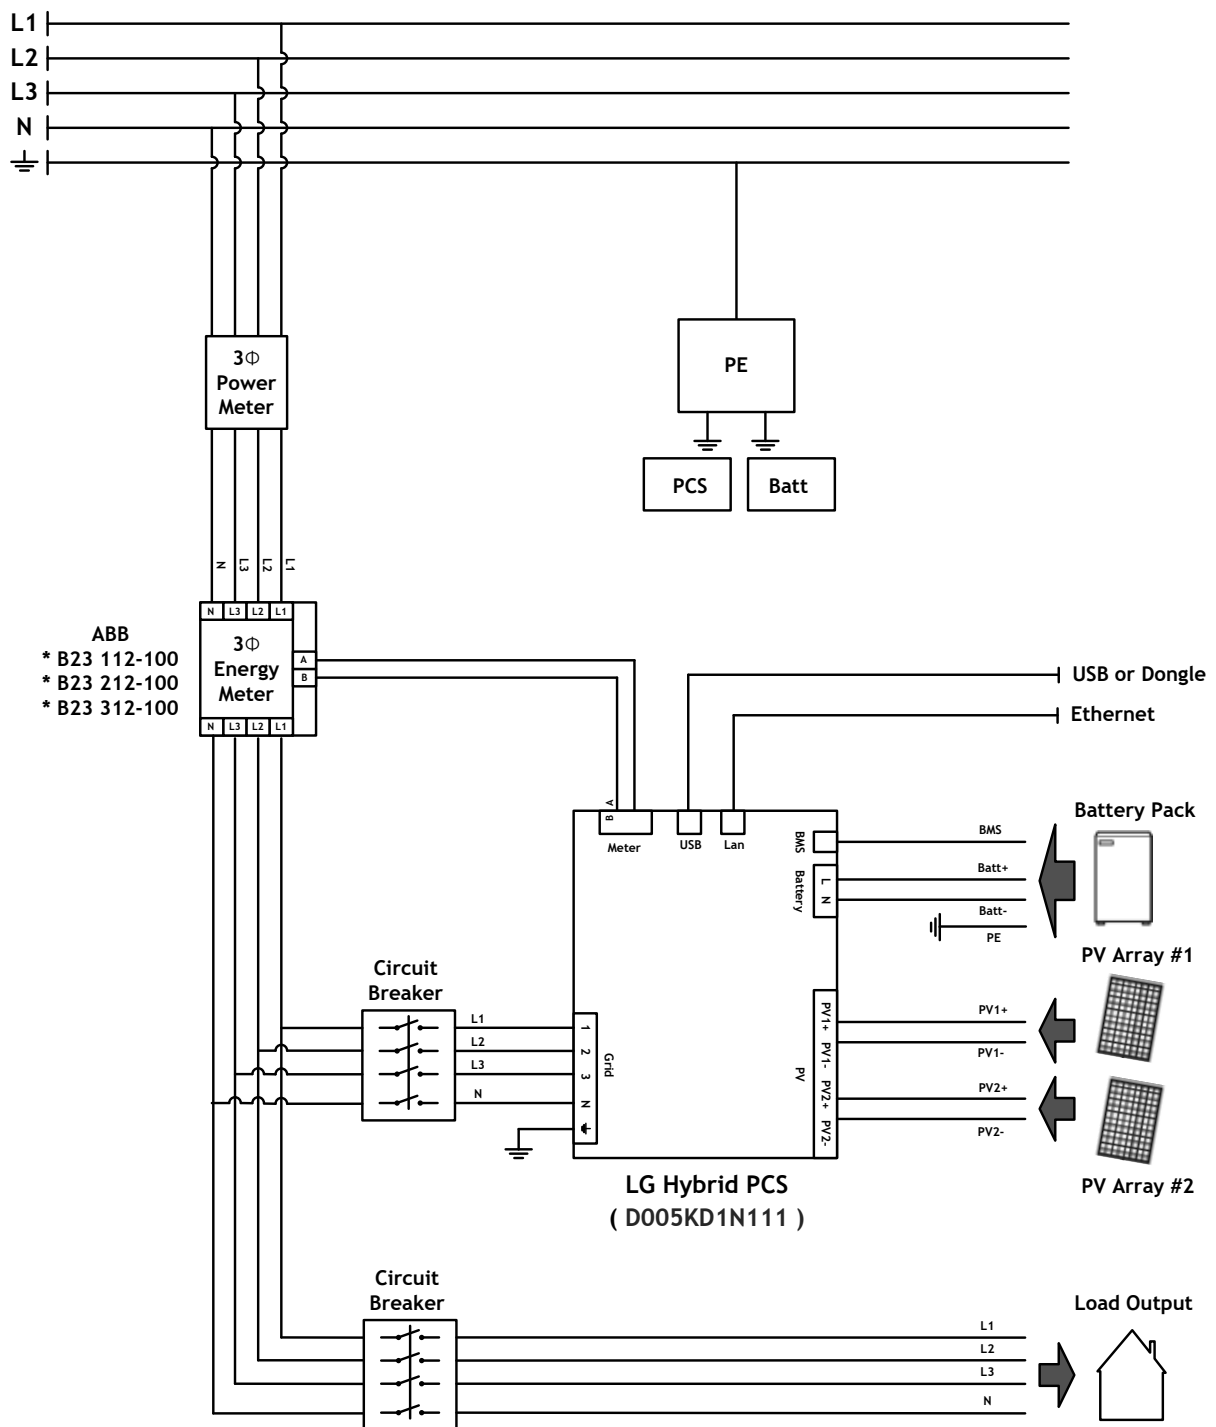 L1
L2
L3
N
3Φ
Power
Meter
PE
PCS
Batt
N
L3
L2
L1
N L3 L2 L1
ABB
* B23 112-100
* B23 212-100
* B23 312-100
3Φ
Energy
Meter
A
B
N L3 L2 L1
USB or Dongle
Ethernet
B A
Meter
USB
Lan
BMS
Battery
L
N
BMS
Batt+
Batt-
PE
Battery Pack
PV Array #1
Circuit
Breaker
L1
L2
L3
N
1
2
3
N
Grid
PV
PV1+
PV1-
PV2+
PV2-
PV1+
PV1-
PV2+
PV2-
PV Array #2
LG Hybrid PCS
( D005KD1N111 )
Circuit
Breaker
L1
L2
L3
N
Load Output